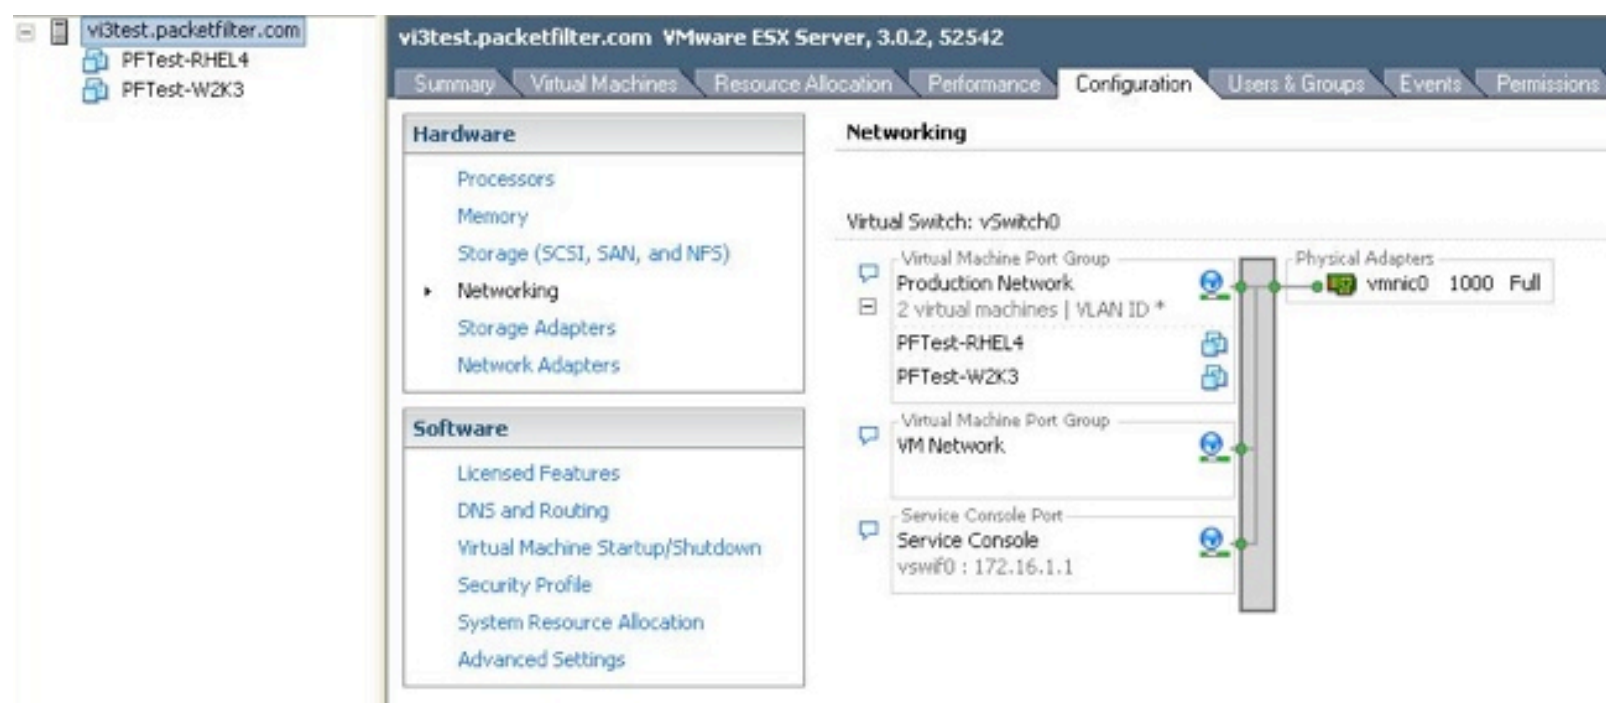 vi3test.packetfilter.com
PFTest-RHEL4
PFTest-W2K3
vi3test.packetfilter.com VMware ESX Server, 3.0.2, 52542
Summary Virtual Machines Resource Allocation Performance Configuration Users & Groups Events Permissions
Hardware
Processors
Memory
Storage (SCSI, SAN, and NFS)
Networking
Storage Adapters
Network Adapters
Software
Licensed Features
DNS and Routing
Virtual Machine Startup/Shutdown
Security Profile
System Resource Allocation
Advanced Settings
Networking
Virtual Switch: vSwitch0
Virtual Machine Port Group
Production Network
2 virtual machines | VLAN ID *
PFTest-RHEL4
PFTest-W2K3
Physical Adapters
vmnic0 1000 Full
Virtual Machine Port Group
VM Network
Service Console Port
Service Console
vswif0 : 172.16.1.1